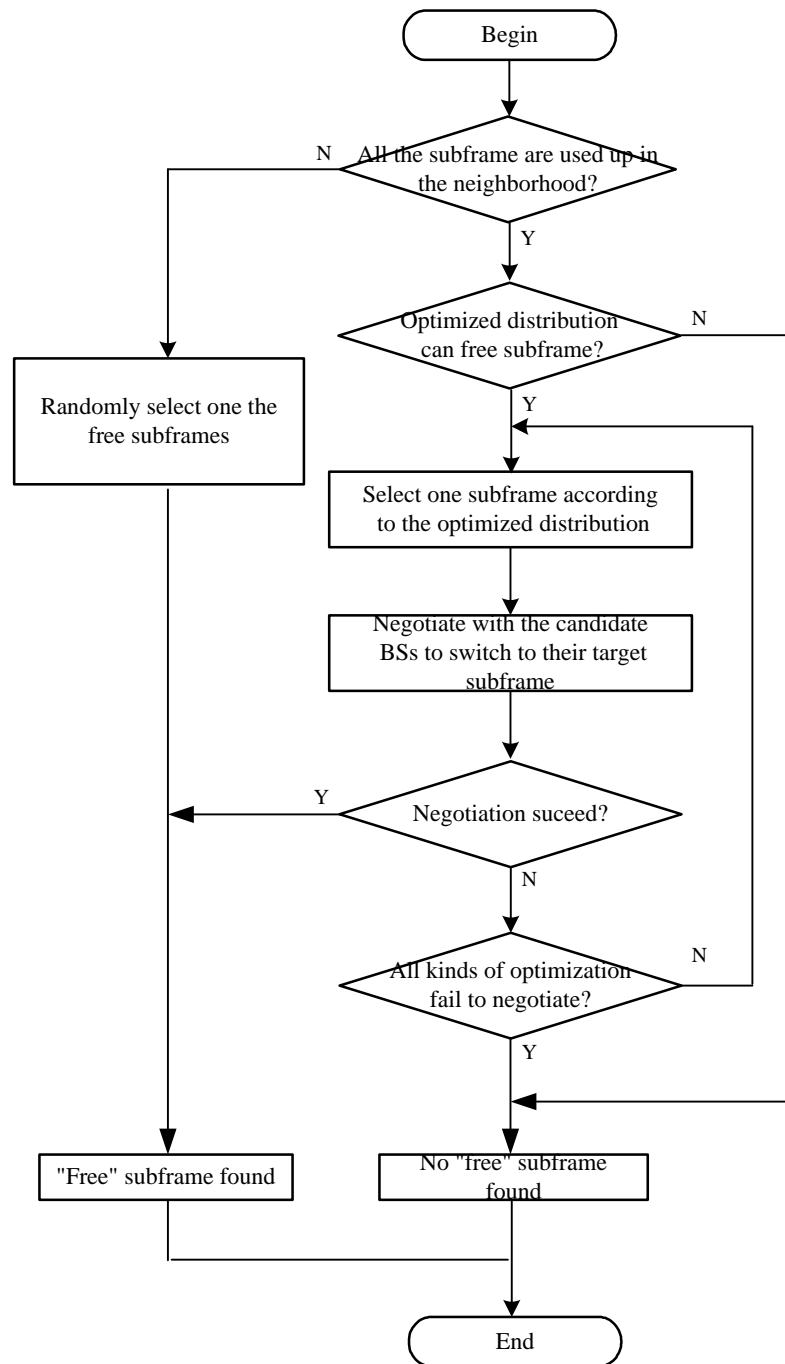 Begin
All the subframe are used up in
the neighborhood?
N
Y
Optimized distribution
can free subframe?
N
Y
Randomly select one the
free subframes
Select one subframe according
to the optimized distribution
Negotiate with the candidate
BSs to switch to their target
subframe
Negotiation suceed?
Y
N
All kinds of optimization
fail to negotiate?
N
Y
"Free" subframe found
No "free" subframe
found
End